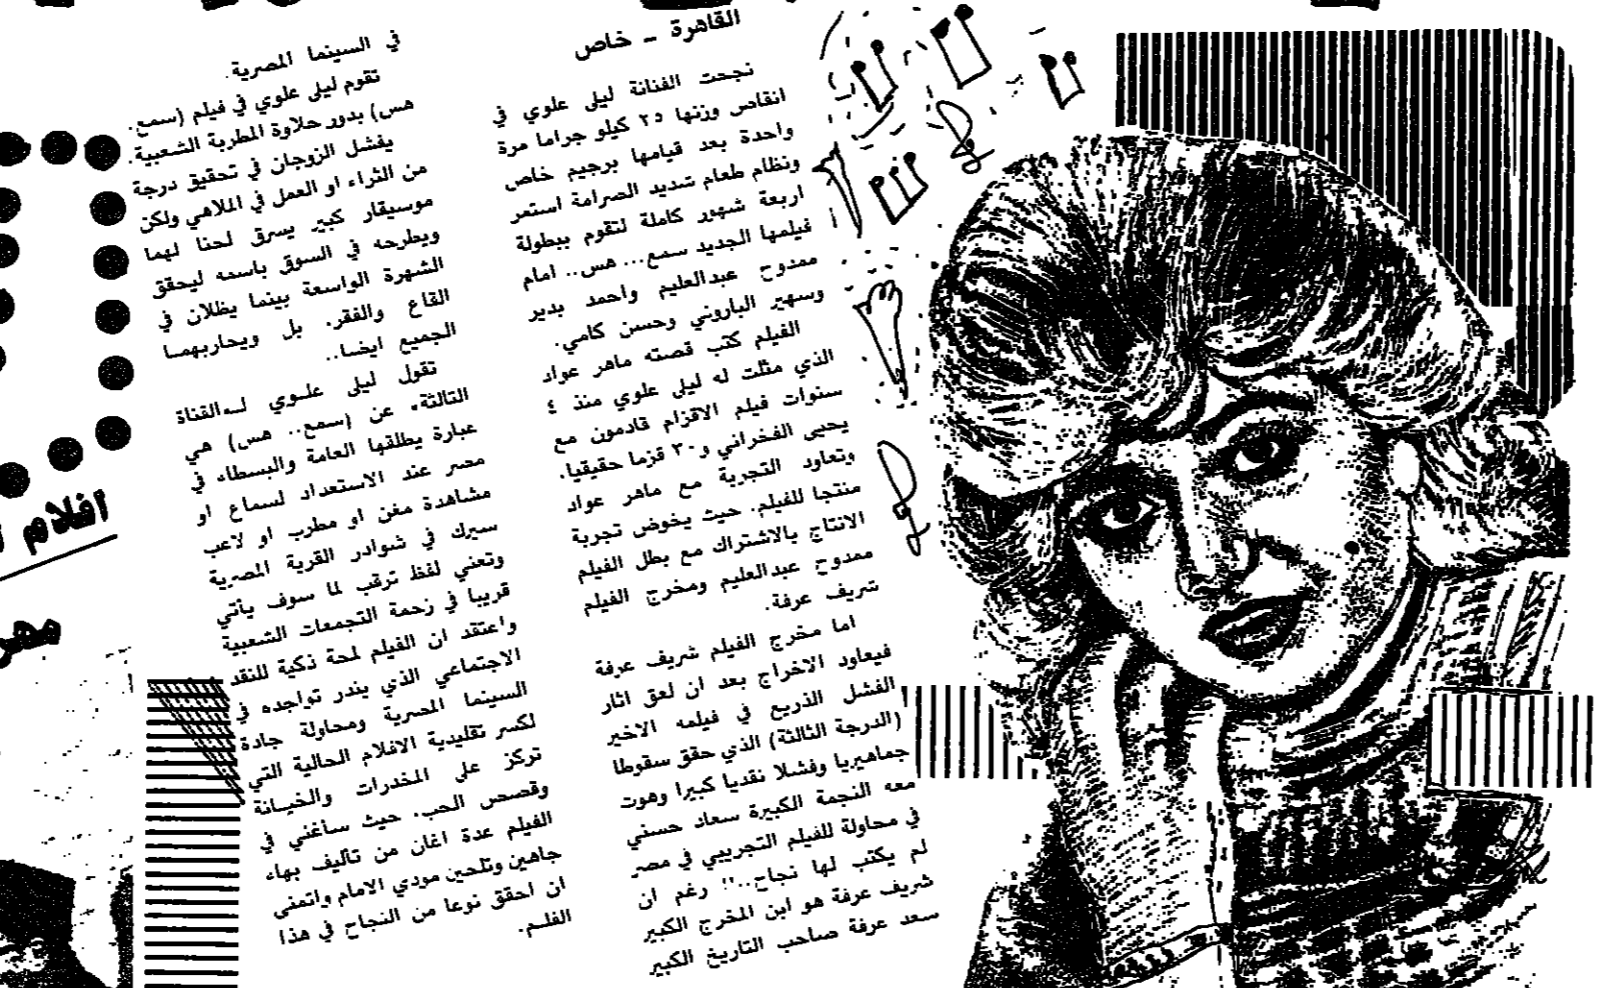 القاهرة ـ خاص
نجحت الفنانة ليلى علوي في
انقاص وزنها ٢٥ كيلو جراما مرة
واحدة بعد قيامها برجيم خاص
ونظام طعام شديد الصرامة استمر
اربعة شهور كاملة لتقوم ببطولة
فيلمها الجديد سمع... هس.. امام
ممدوح عبدالعليم واحمد بدير
وسهير الباروني وحسن كامي.
الفيلم كتب قصته ماهر عواد
الذي مثلت له ليلى علوي منذ ٤
سنوات فيلم الاقزام قادمون مع
يحيى الفخراني و٣٠ قزما حقيقيا.
وتعاود التجربة مع ماهر عواد
منتجا للفيلم. حيث يخوض تجربة
الانتاج بالاشتراك مع بطل الفيلم
ممدوح عبدالعليم ومخرج الفيلم
شريف عرفة.
اما مخرج الفيلم شريف عرفة
فيعاود الاخراج بعد ان لعق اثار
الفشل الذريع في فيلمه الاخير
(الدرجة الثالثة) الذي حقق سقوطا
جماهيريا وفشلا نقديا كبيرا وهوت
معه النجمة الكبيرة سعاد حسني
في محاولة للفيلم التجريبي في مصر
لم يكتب لها نجاح..! رغم ان
شريف عرفة هو ابن المخرج الكبير
سعد عرفة صاحب التاريخ الكبير
في السينما المصرية.
تقوم ليلى علوي في فيلم (سمع.
هس) بدور حلاوة المطربة الشعبية.
يفشل الزوجان في تحقيق درجة
من الثراء او العمل في الملاهي ولكن
موسيقار كبير يسرق لحنا لهما
ويطرحه في السوق باسمه ليحقق
الشهرة الواسعة بينما يظلان في
القاع والفقر. بل ويحاربهما
الجميع ايضا..
تقول ليلى علوي لـ«القناة
الثالثة» عن (سمع.. هس) هي
عبارة يطلقها العامة والبسطاء في
مصر عند الاستعداد لسماع او
مشاهدة مغن او مطرب او لاعب
سيرك في شوادر القرية المصرية
وتعني لفظ ترقب لما سوف يأتي
قريبا في زحمة التجمعات الشعبية
واعتقد ان الفيلم لمحة ذكية للنقد
الاجتماعي الذي يندر تواجده في
السينما المصرية ومحاولة جادة
لكسر تقليدية الافلام الحالية التي
تركز على المخدرات والخيانة
وقصص الحب. حيث سأغني في
الفيلم عدة اغان من تأليف بهاء
جاهين وتلحين مودي الامام واتمنى
ان احقق نوعا من النجاح في هذا
الفلم.
افلام